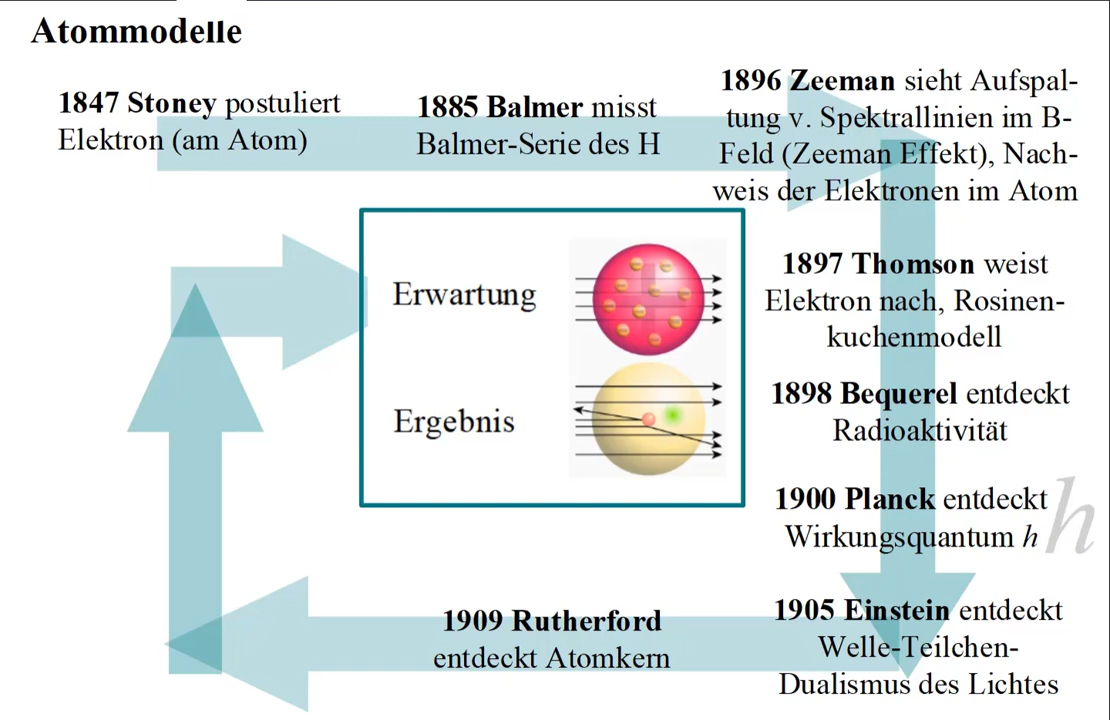 Atommodelle
1847 Stoney postuliert
Elektron (am Atom)
1885 Balmer misst
Balmer-Serie des H
1896 Zeeman sieht Aufspal-
tung v. Spektrallinien im B-
Feld (Zeeman Effekt), Nach-
weis der Elektronen im Atom
1897 Thomson weist
Elektron nach, Rosinen-
kuchenmodell
1898 Bequerel entdeckt
Radioaktivität
1900 Planck entdeckt
Wirkungsquantum h
h
1905 Einstein entdeckt
Welle-Teilchen-
Dualismus des Lichtes
1909 Rutherford
entdeckt Atomkern
Erwartung
Ergebnis